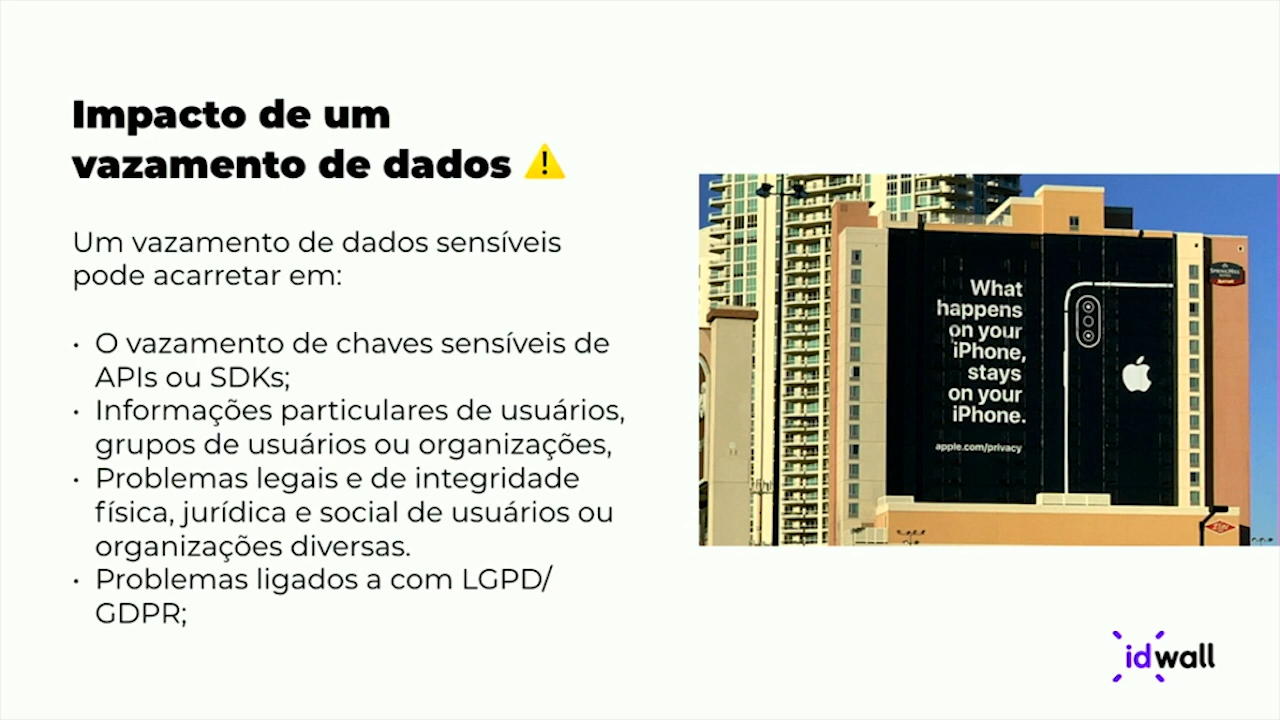 Impacto de um
vazamento de dados ⚠️
Um vazamento de dados sensíveis
pode acarretar em:
• O vazamento de chaves sensíveis de
APIs ou SDKs;
• Informações particulares de usuários,
grupos de usuários ou organizações,
• Problemas legais e de integridade
física, jurídica e social de usuários ou
organizações diversas.
• Problemas ligados a com LGPD/
GDPR;
What
happens
on your
iPhone,
stays
on your
iPhone.
apple.com/privacy
idwall